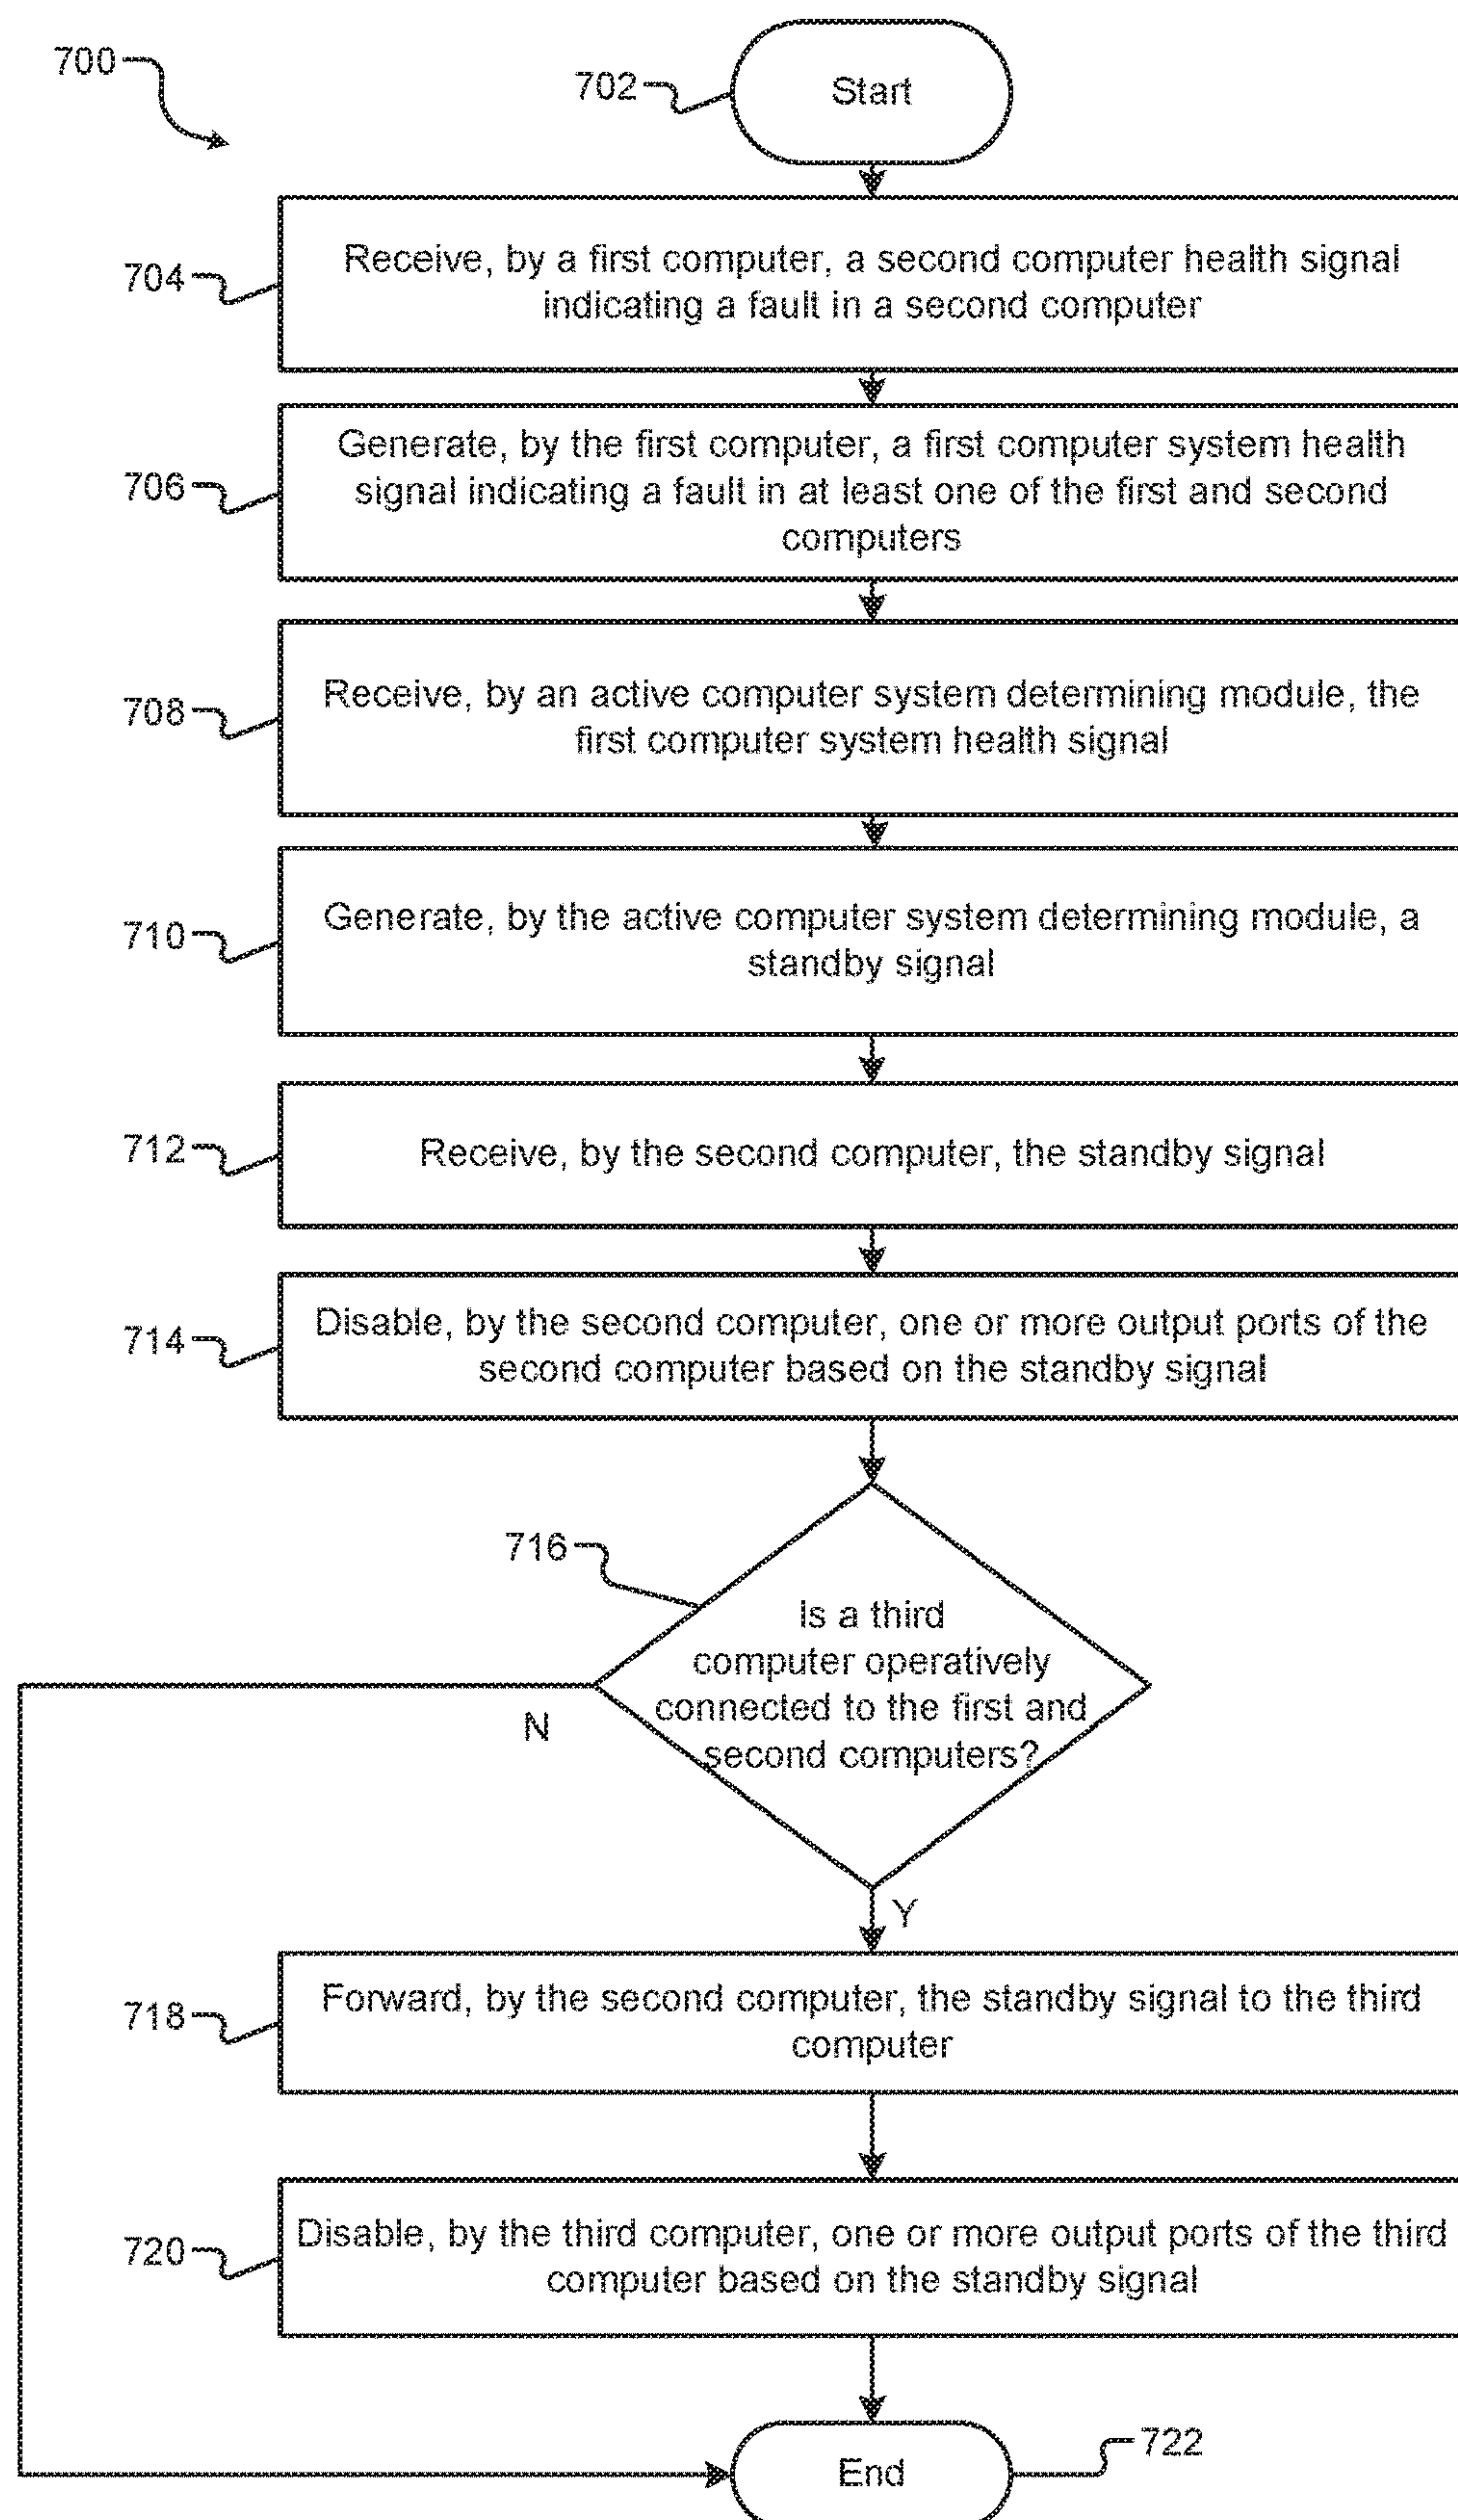 700
702
Start
704
Receive, by a first computer, a second computer health signal
indicating a fault in a second computer
706
Generate, by the first computer, a first computer system health
signal indicating a fault in at least one of the first and second
computers
708
Receive, by an active computer system determining module, the
first computer system health signal
710
Generate, by the active computer system determining module, a
standby signal
712
Receive, by the second computer, the standby signal
714
Disable, by the second computer, one or more output ports of the
second computer based on the standby signal
716
Is a third
computer operatively
connected to the first and
second computers?
N
Y
718
Forward, by the second computer, the standby signal to the third
computer
720
Disable, by the third computer, one or more output ports of the third
computer based on the standby signal
722
End